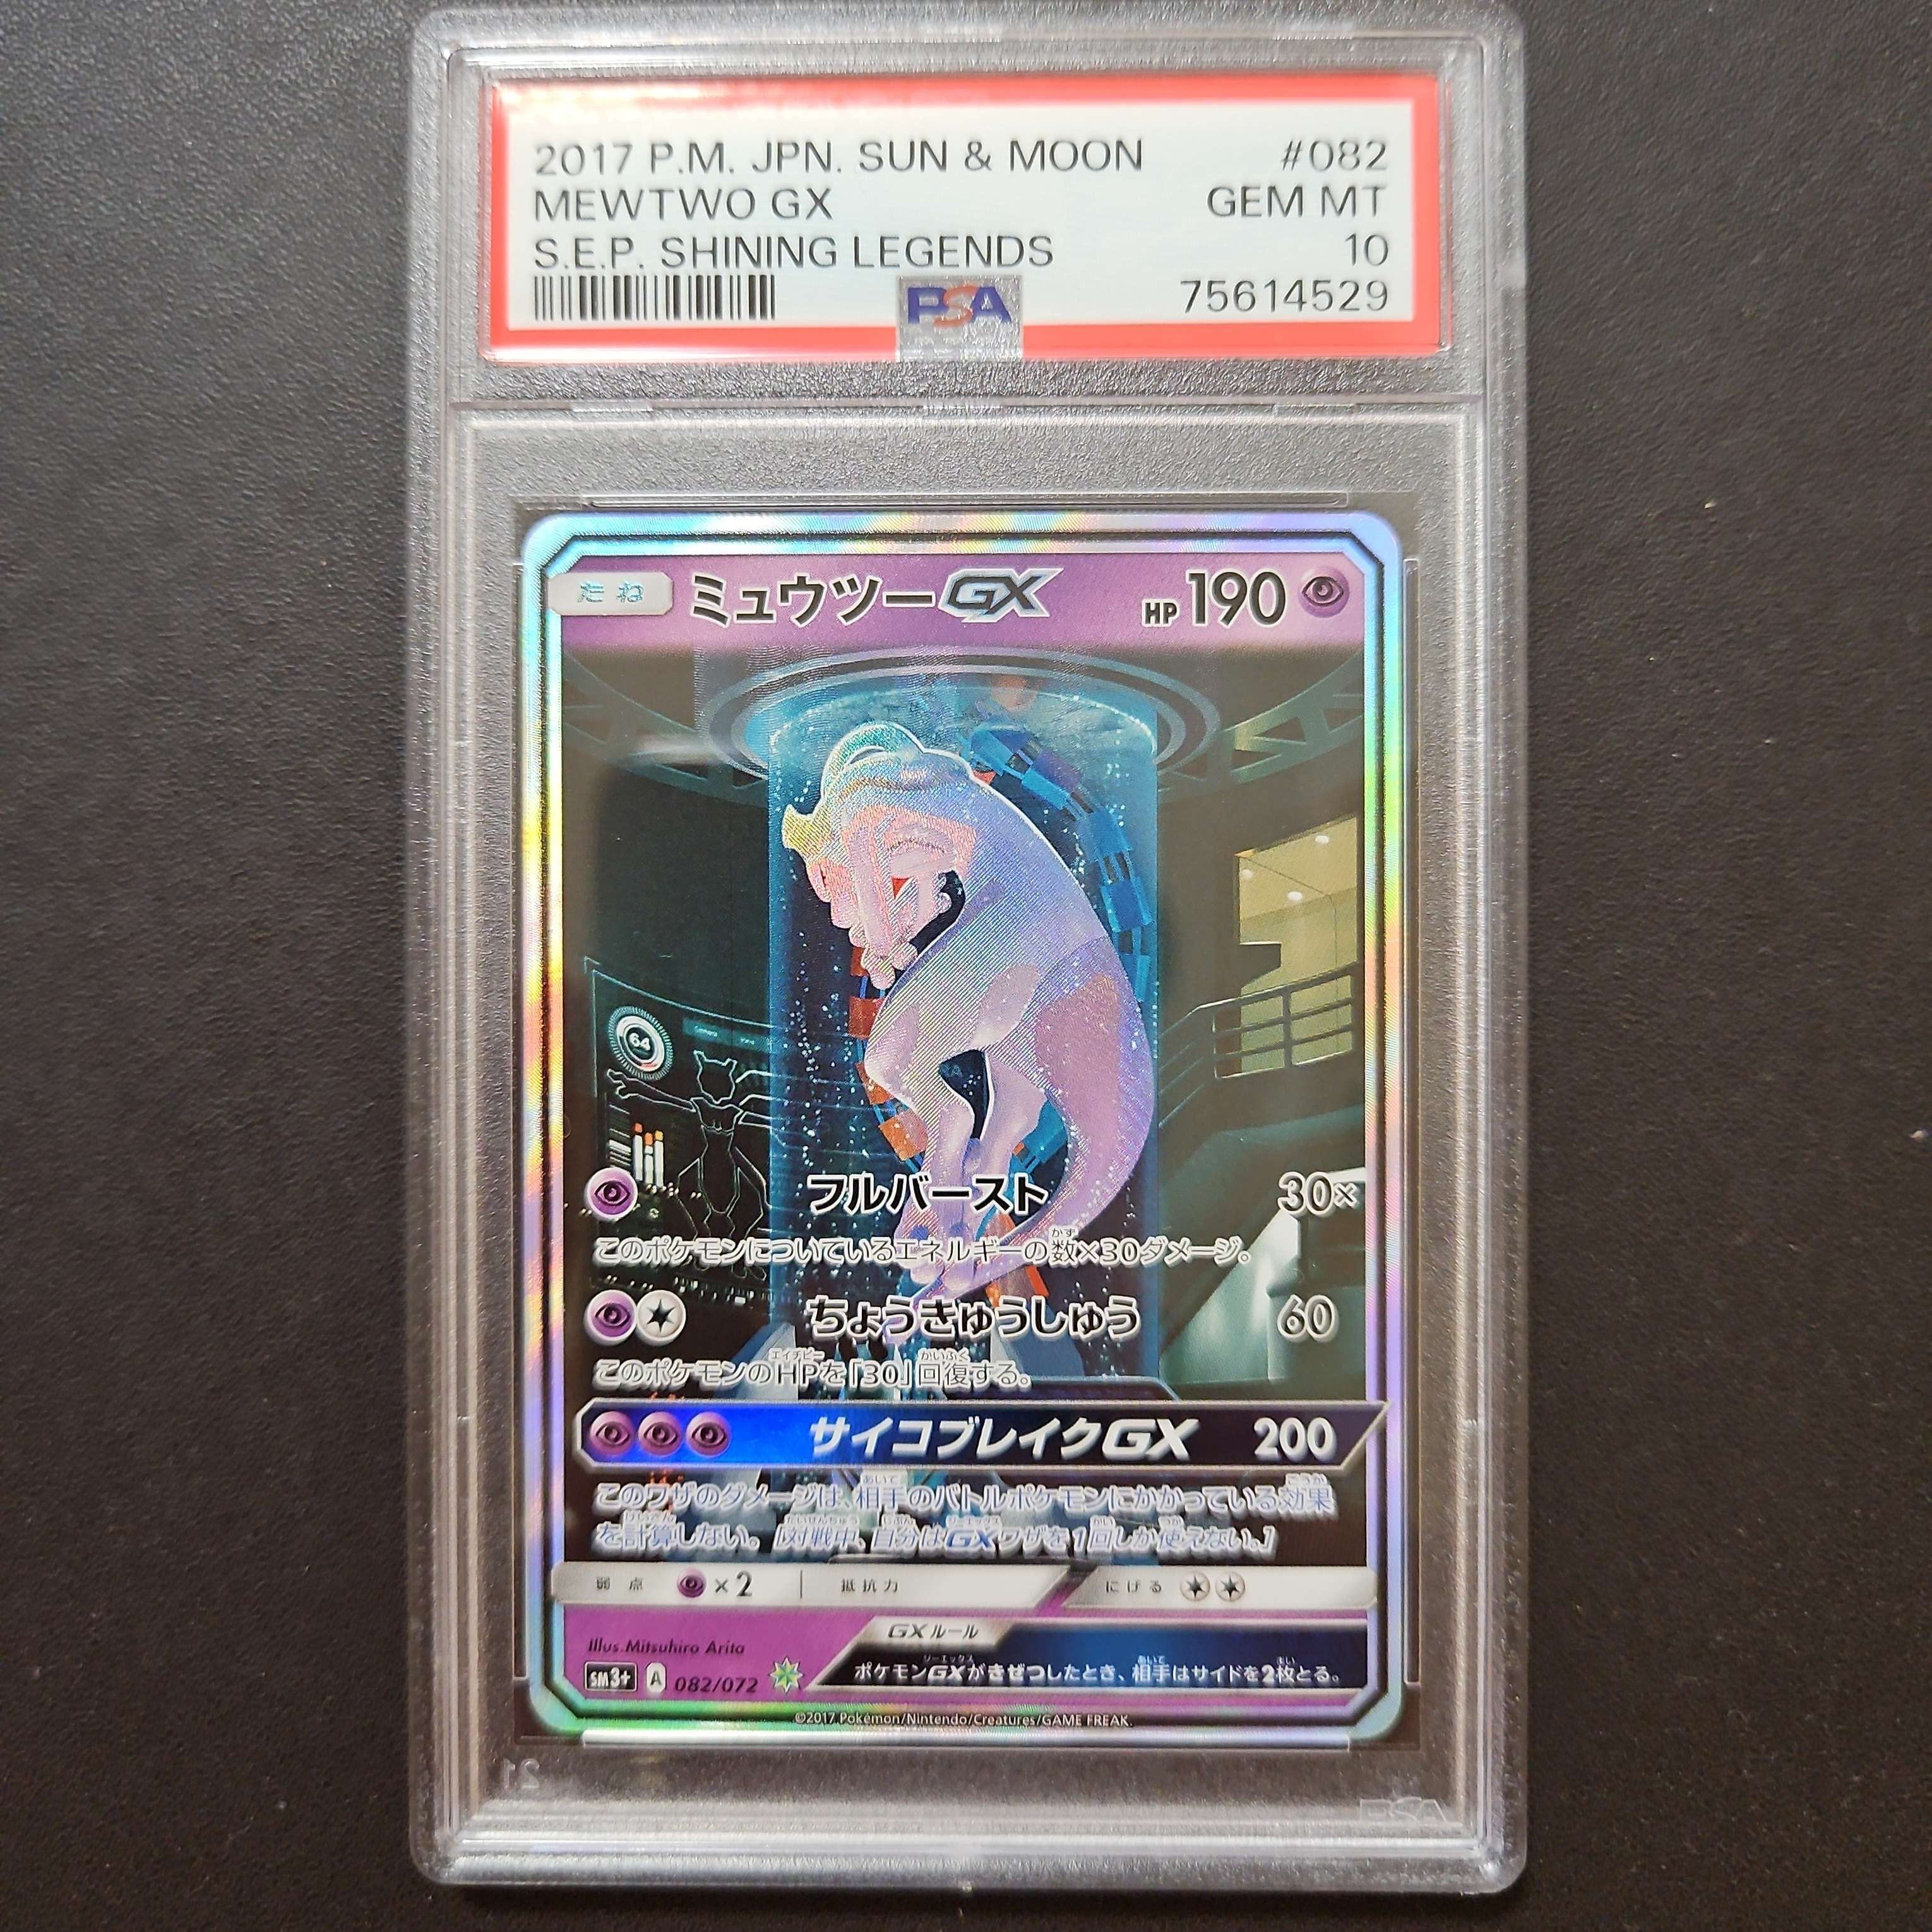 2017 P.M. JPN. SUN & MOON #082
MEWTWO GX GEM MT
S.E.P. SHINING LEGENDS 10
75614529
PSA
たね ミュウツーGX HP190
64
フルバースト 30×
このポケモンについているエネルギーの数×30ダメージ。
ちょうきゅうしゅう 60
このポケモンのHPを「30」回復する。
サイコブレイクGX 200
このワザのダメージは、相手のバトルポケモンにかかっている効果
を計算しない。[対戦中、自分はGXワザを1回しか使えない。]
弱点 ×2 抵抗力 にげる
Illus. Mitsuhiro Arita GXルール
SM3+ A 082/072 ポケモンGXがきぜつしたとき、相手はサイドを2枚とる。
©2017 Pokémon/Nintendo/Creatures/GAME FREAK.
PSA